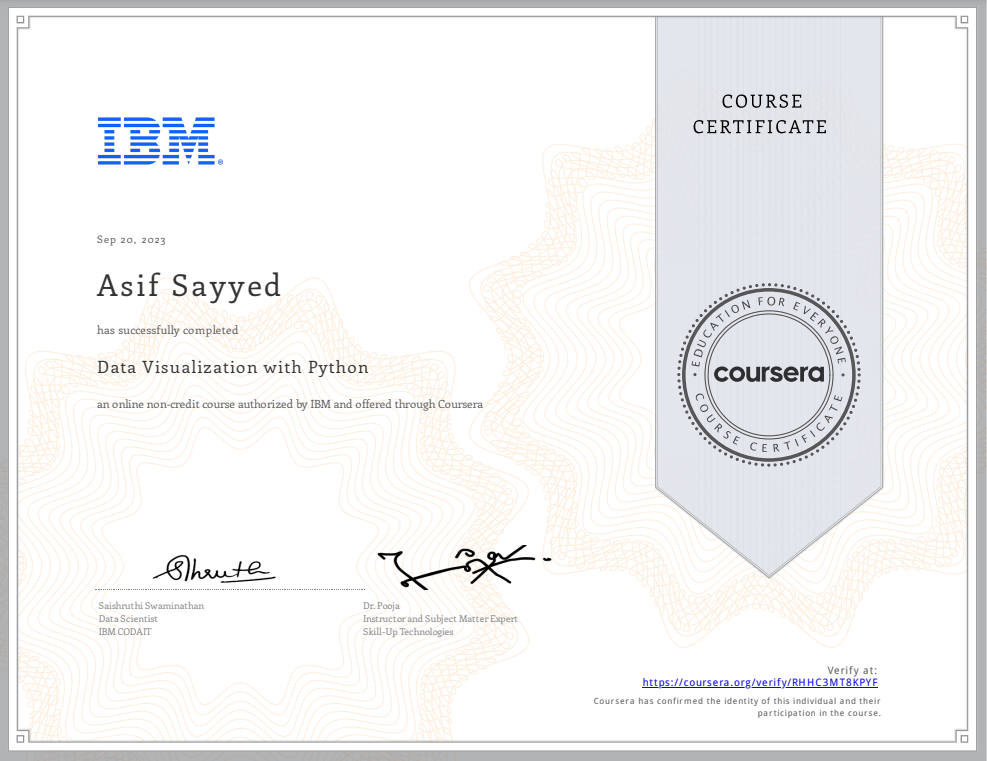 COURSE
CERTIFICATE
IBM®
Sep 20, 2023
Asif Sayyed
has successfully completed
Data Visualization with Python
an online non-credit course authorized by IBM and offered through Coursera
EDUCATION FOR EVERYONE
coursera
COURSE CERTIFICATE
Saishruthi Swaminathan
Data Scientist
IBM CODAIT
Dr. Pooja
Instructor and Subject Matter Expert
Skill-Up Technologies
Verify at:
https://coursera.org/verify/RHHC3MT8KPYF
Coursera has confirmed the identity of this individual and their
participation in the course.